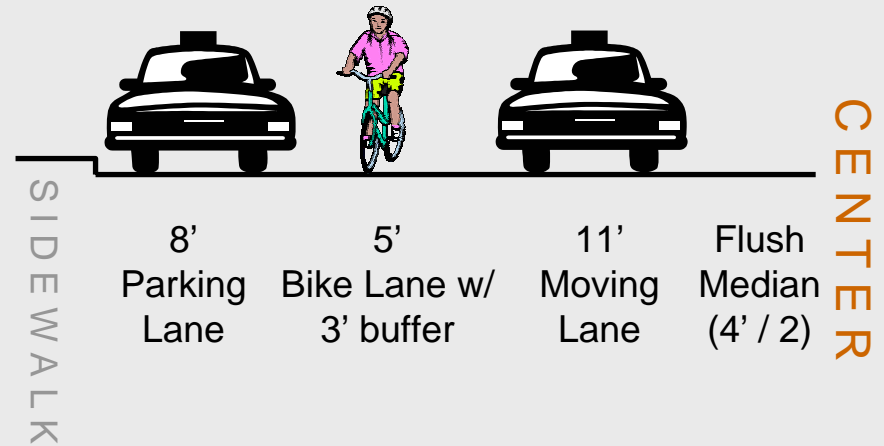 SIDEWALK
8’
Parking
Lane
5’
Bike Lane w/
3’ buffer
11’
Moving
Lane
Flush
Median
(4’ / 2)
CENTER